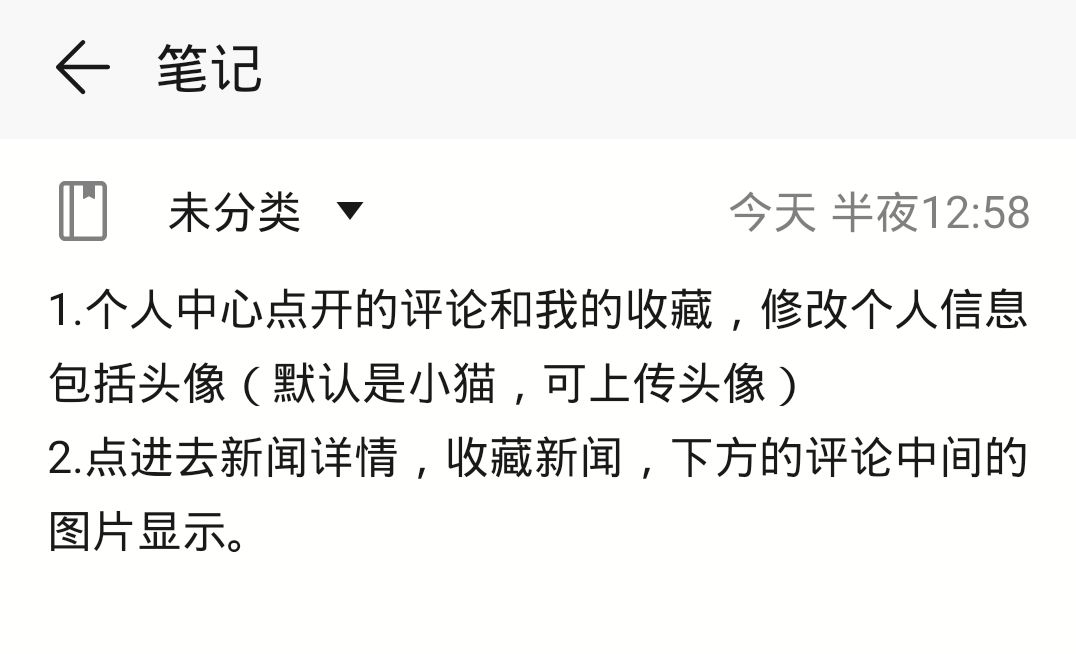 笔记
未分类
今天 半夜12:58
1.个人中心点开的评论和我的收藏，修改个人信息
包括头像（默认是小猫，可上传头像）
2.点进去新闻详情，收藏新闻，下方的评论中间的
图片显示。